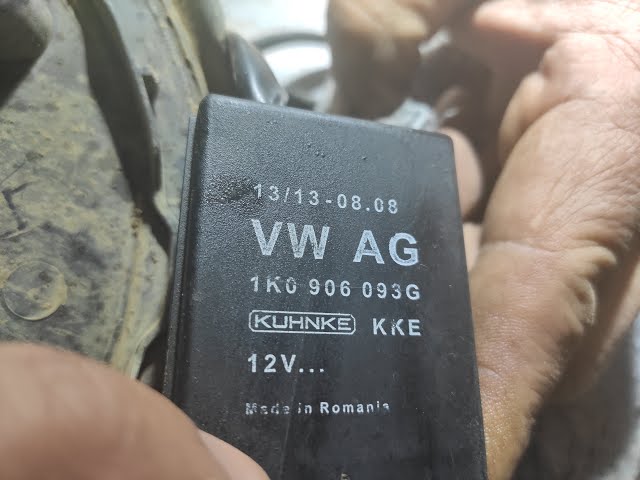 13/13-08.08
VW AG
1K0 906 093G
KUHNKE KKE
12V...
Made in Romania